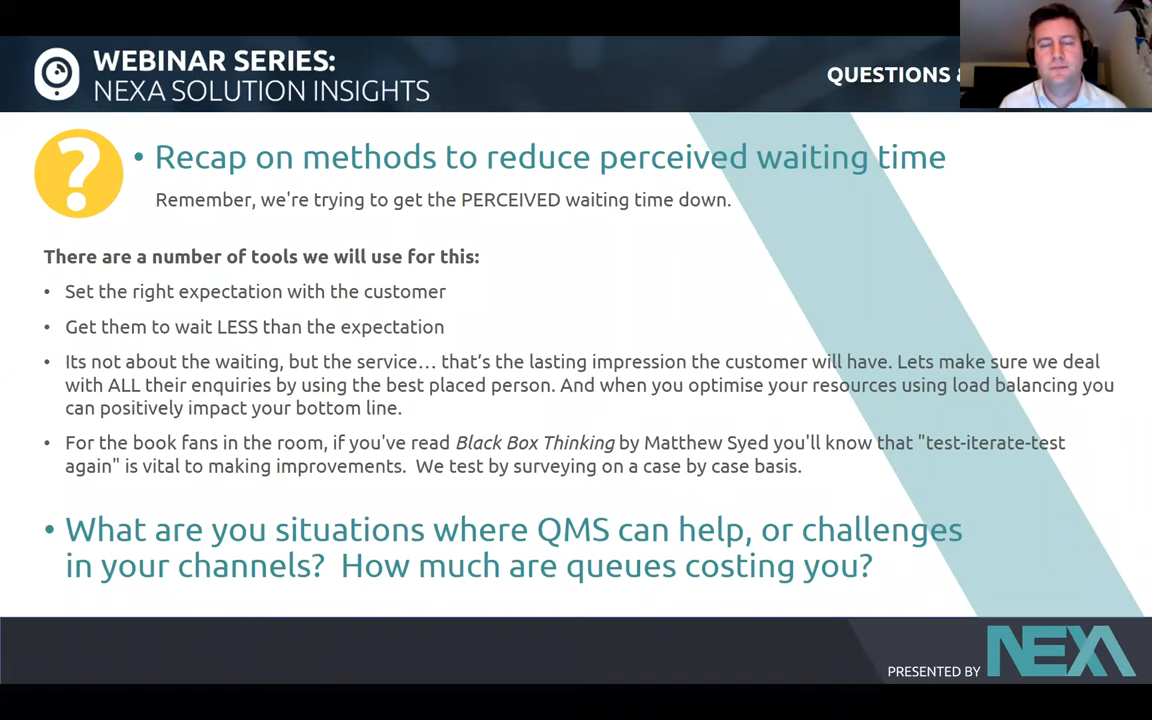 WEBINAR SERIES:
NEXA SOLUTION INSIGHTS
QUESTIONS &
• Recap on methods to reduce perceived waiting time
Remember, we're trying to get the PERCEIVED waiting time down.
There are a number of tools we will use for this:
• Set the right expectation with the customer
• Get them to wait LESS than the expectation
• Its not about the waiting, but the service… that's the lasting impression the customer will have. Lets make sure we deal
with ALL their enquiries by using the best placed person. And when you optimise your resources using load balancing you
can positively impact your bottom line.
• For the book fans in the room, if you've read Black Box Thinking by Matthew Syed you'll know that "test-iterate-test
again" is vital to making improvements. We test by surveying on a case by case basis.
• What are you situations where QMS can help, or challenges
in your channels? How much are queues costing you?
PRESENTED BY NEXA